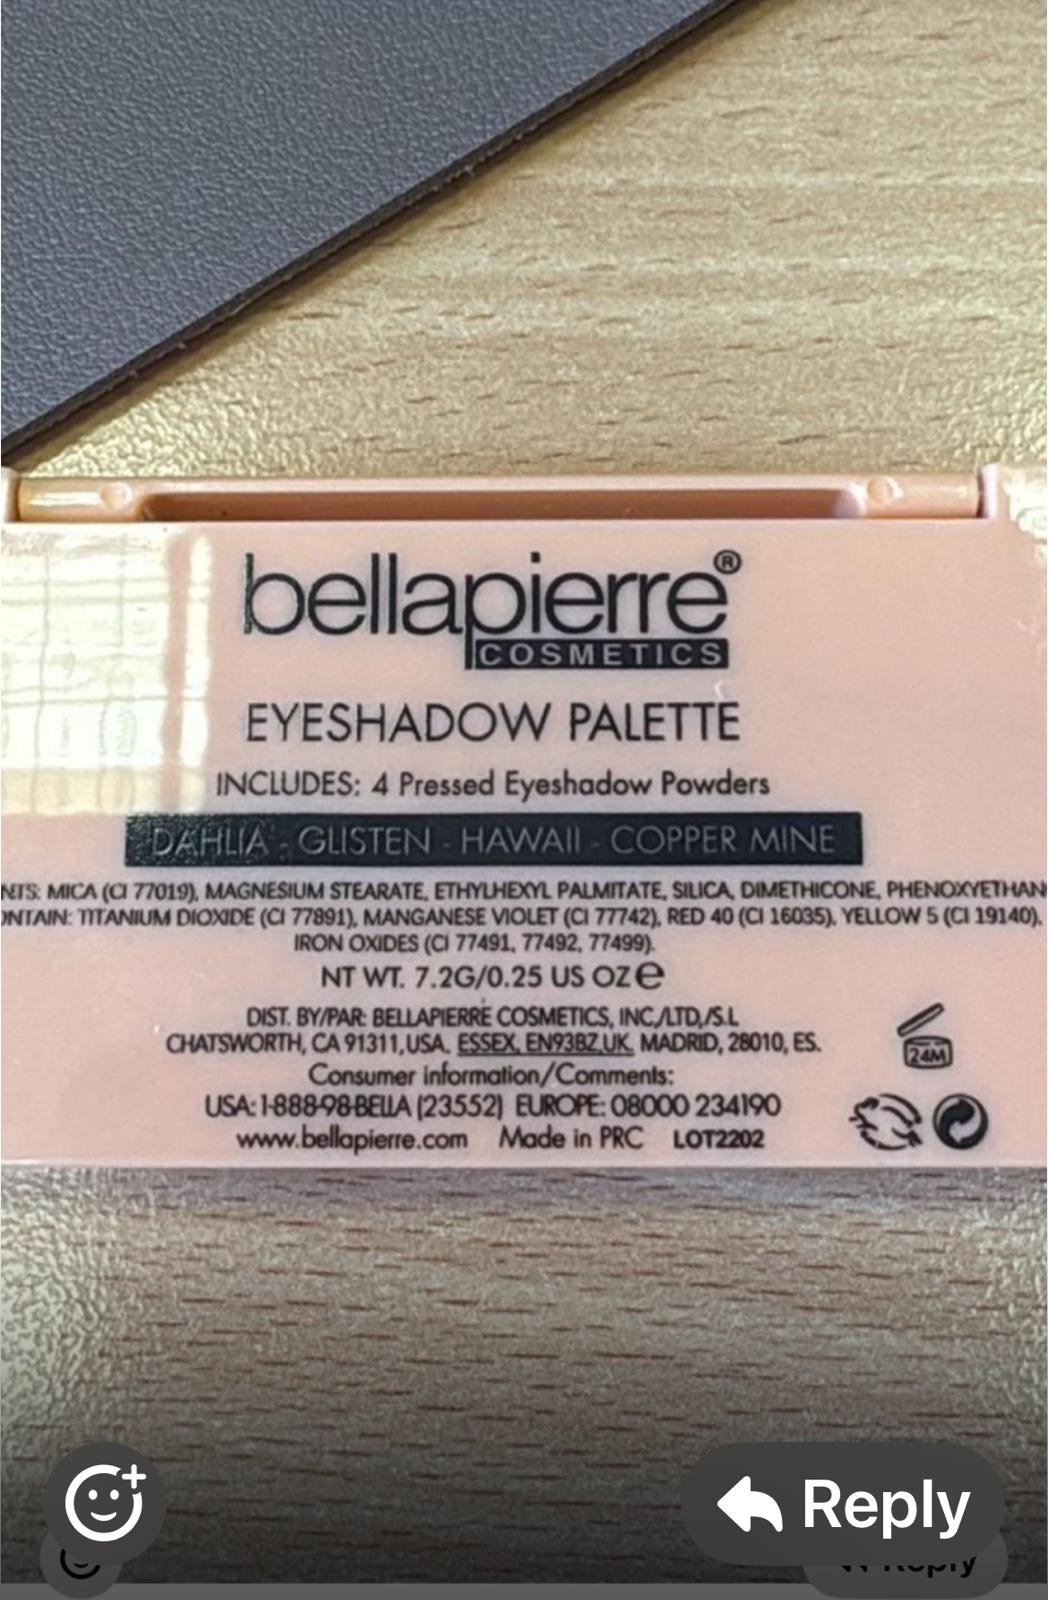 bellapierre®
COSMETICS
EYESHADOW PALETTE
INCLUDES: 4 Pressed Eyeshadow Powders
DAHLIA - GLISTEN - HAWAII - COPPER MINE
NTS: MICA (CI 77019), MAGNESIUM STEARATE, ETHYLHEXYL PALMITATE, SILICA, DIMETHICONE, PHENOXYETHAN
ONTAIN: TITANIUM DIOXIDE (CI 77891), MANGANESE VIOLET (CI 77742), RED 40 (CI 16035), YELLOW 5 (CI 19140),
IRON OXIDES (CI 77491, 77492, 77499).
NT WT. 7.2G/0.25 US OZ e
DIST. BY/PAR: BELLAPIERRE COSMETICS, INC,/LTD,/S.L
CHATSWORTH, CA 91311,USA. ESSEX, EN93BZ,UK. MADRID, 28010, ES.
Consumer information/Comments:
USA: 1-888-98-BELLA (23552) EUROPE: 08000 234190
www.bellapierre.com Made in PRC LOT2202
24M
Reply
Reply